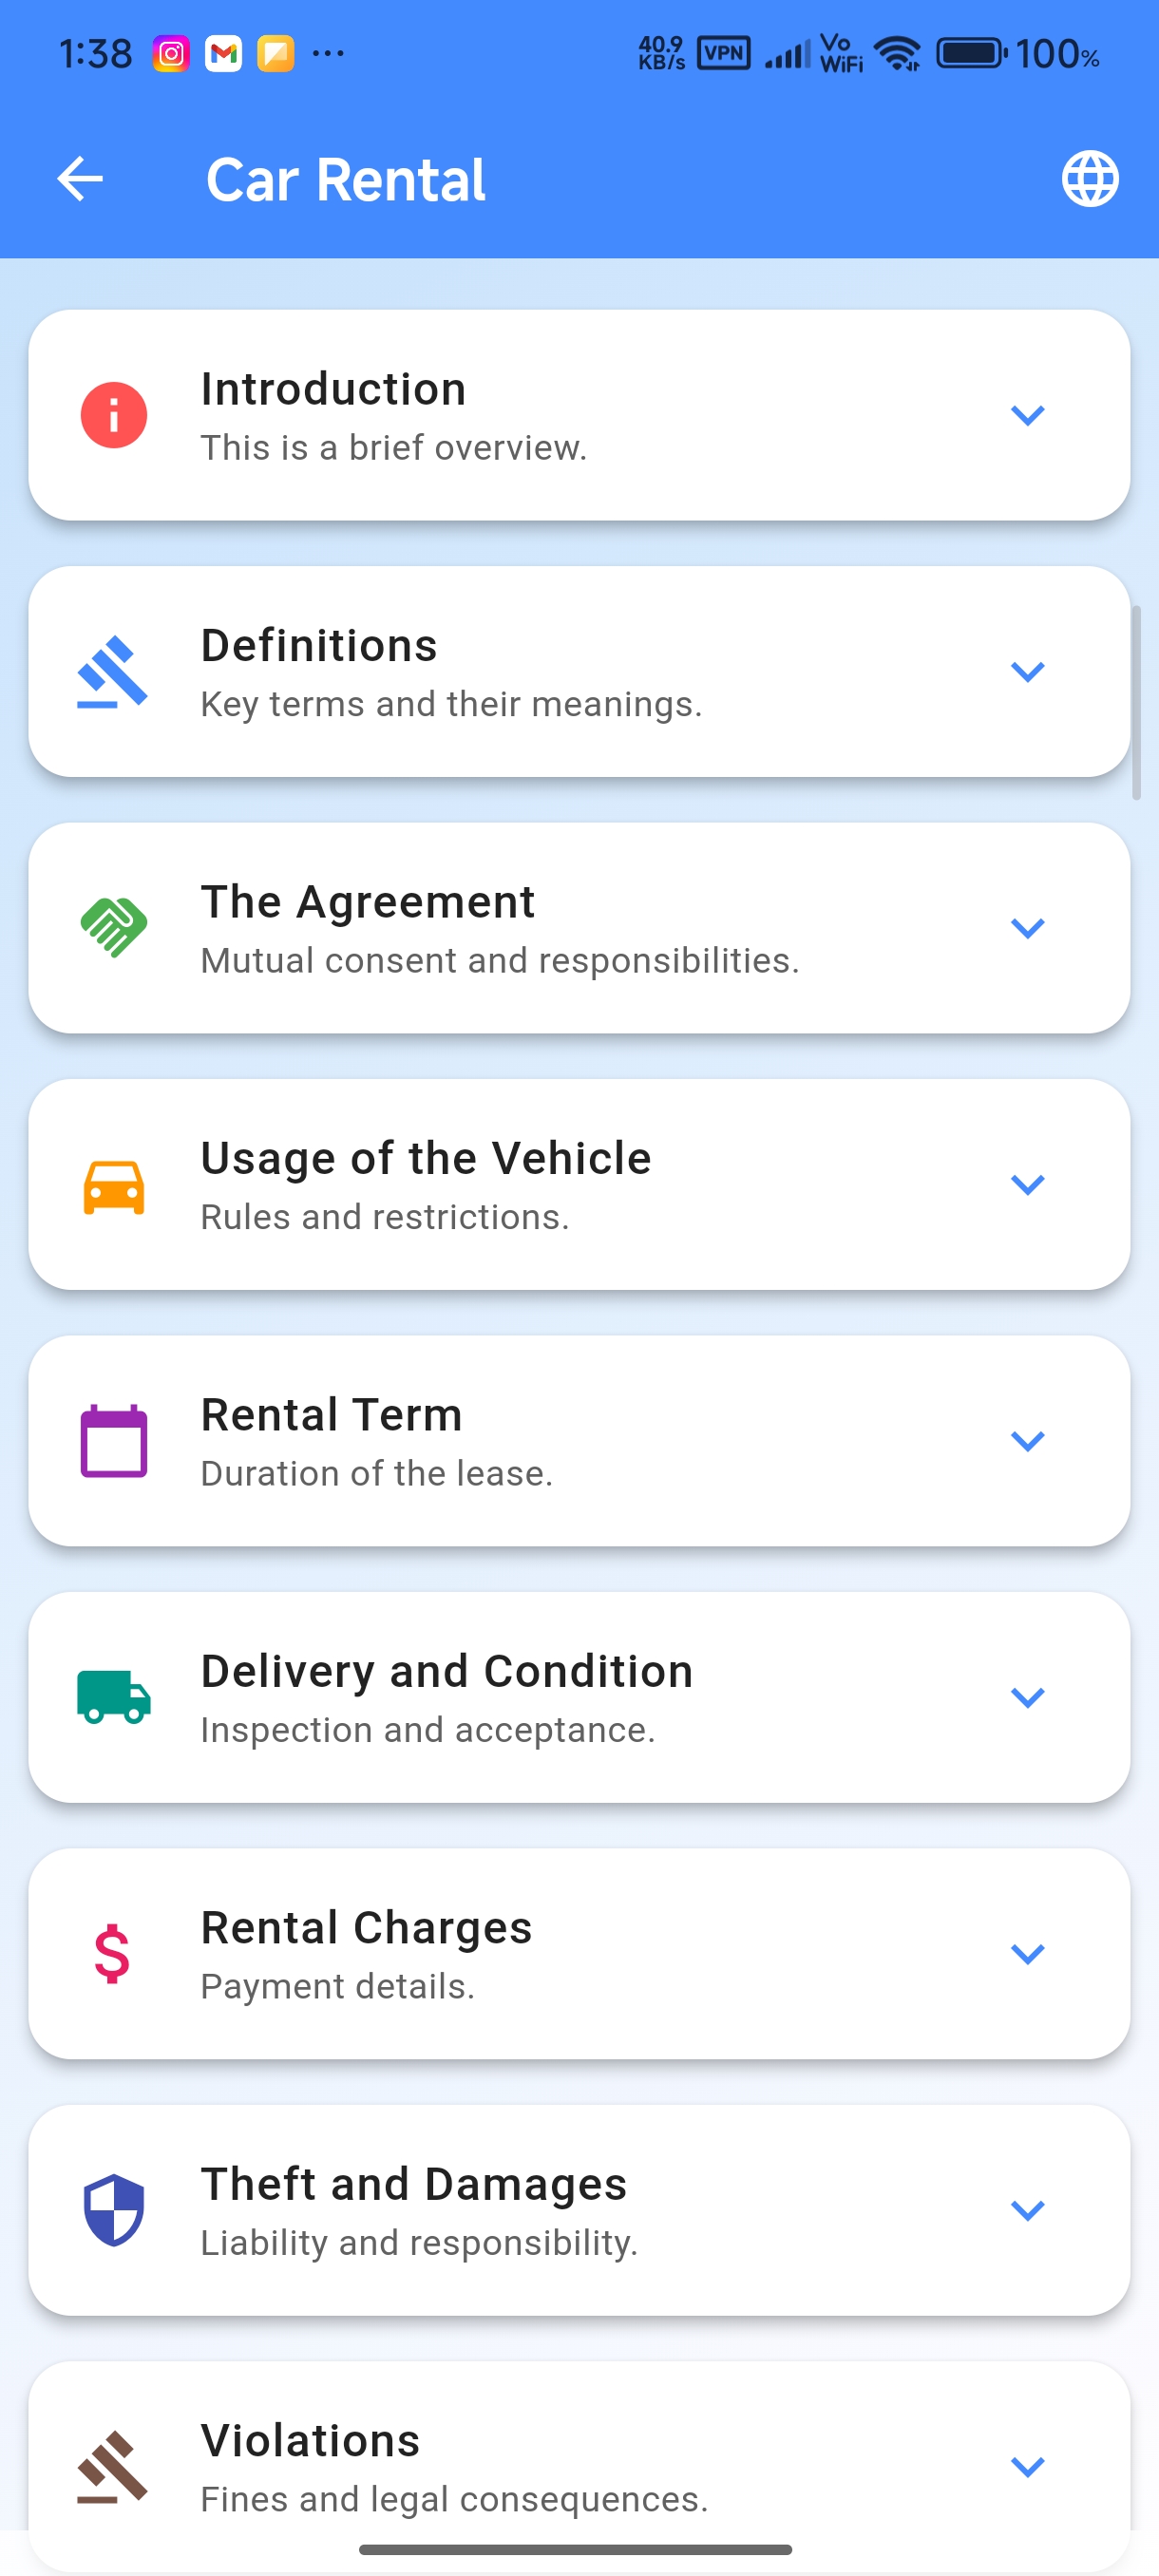 1:38 ... 40.9 KB/s VPN Vo WiFi 100%
Car Rental
Introduction
This is a brief overview.
Definitions
Key terms and their meanings.
The Agreement
Mutual consent and responsibilities.
Usage of the Vehicle
Rules and restrictions.
Rental Term
Duration of the lease.
Delivery and Condition
Inspection and acceptance.
$
Rental Charges
Payment details.
Theft and Damages
Liability and responsibility.
Violations
Fines and legal consequences.